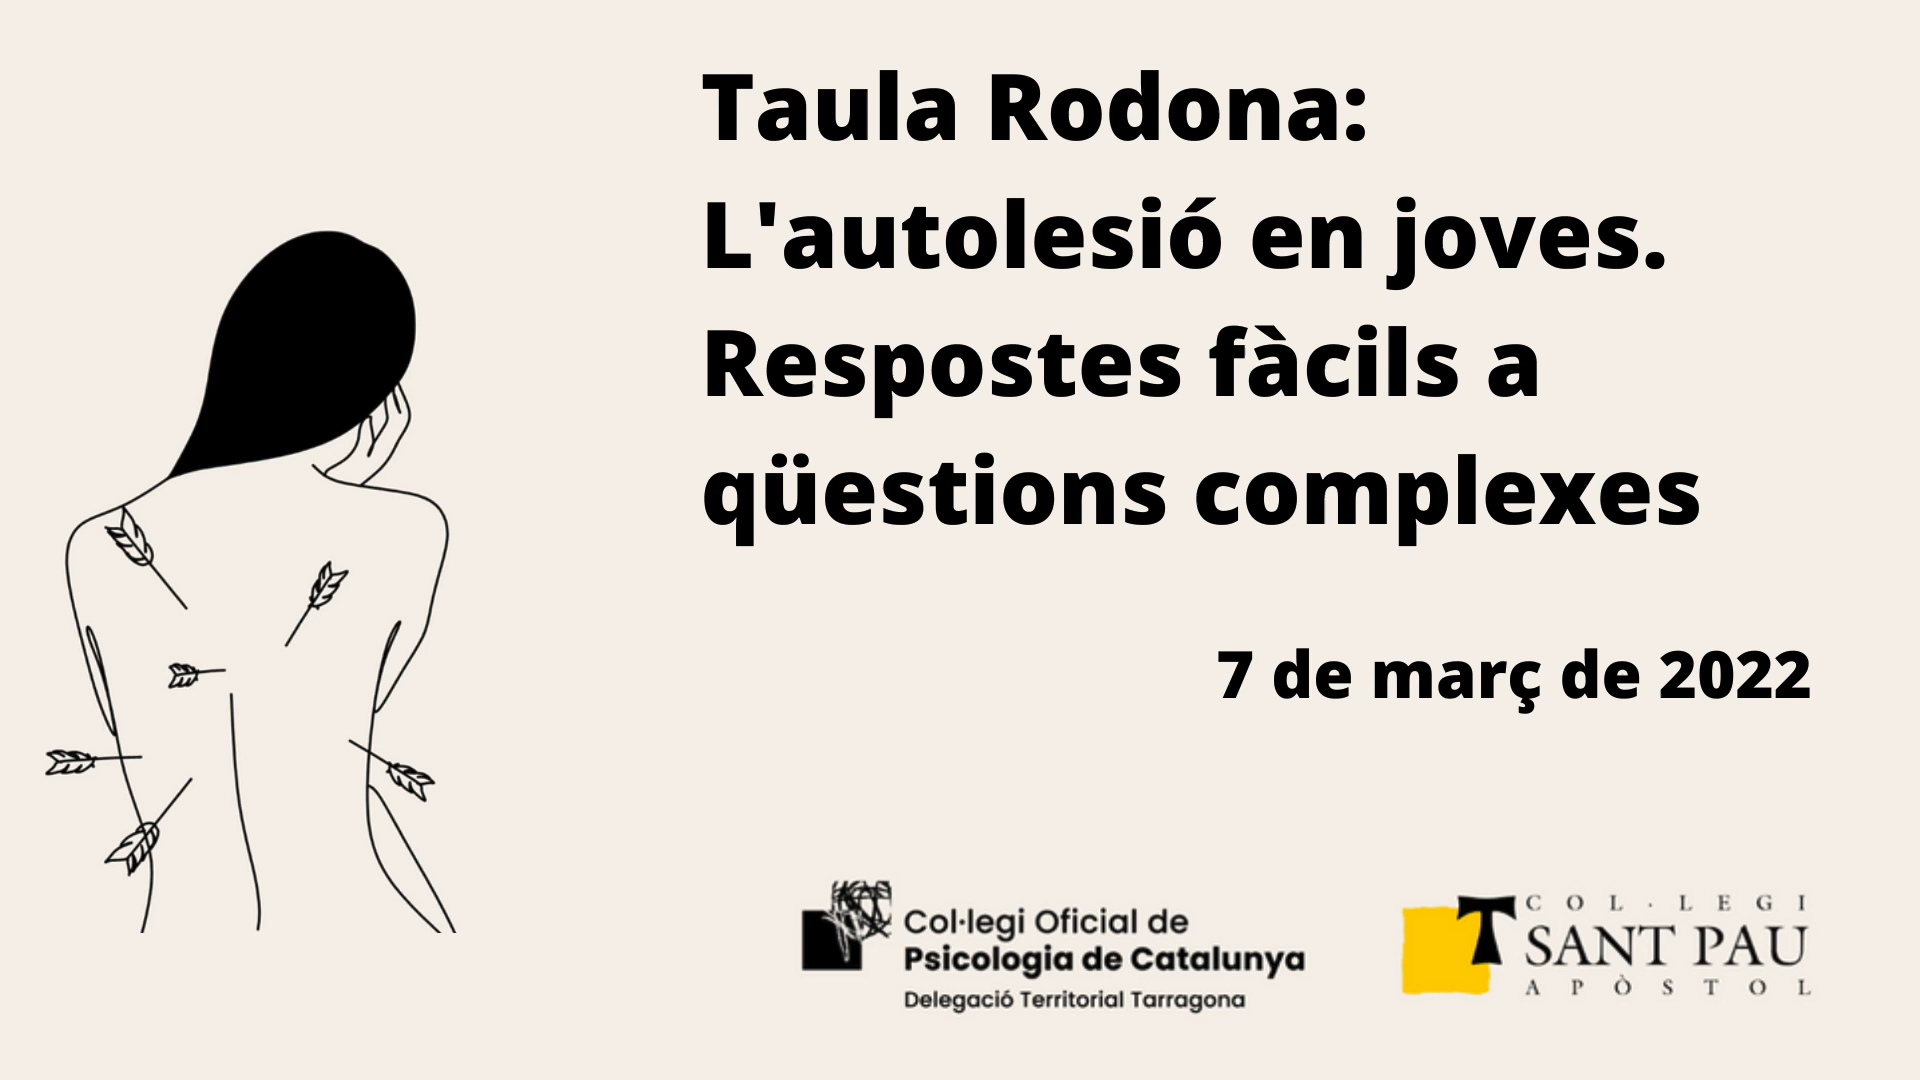 Taula Rodona:
L'autolesió en joves.
Respostes fàcils a
qüestions complexes
7 de març de 2022
Col·legi Oficial de
Psicologia de Catalunya
Delegació Territorial Tarragona
COL·LEGI
SANT PAU
APÒSTOL